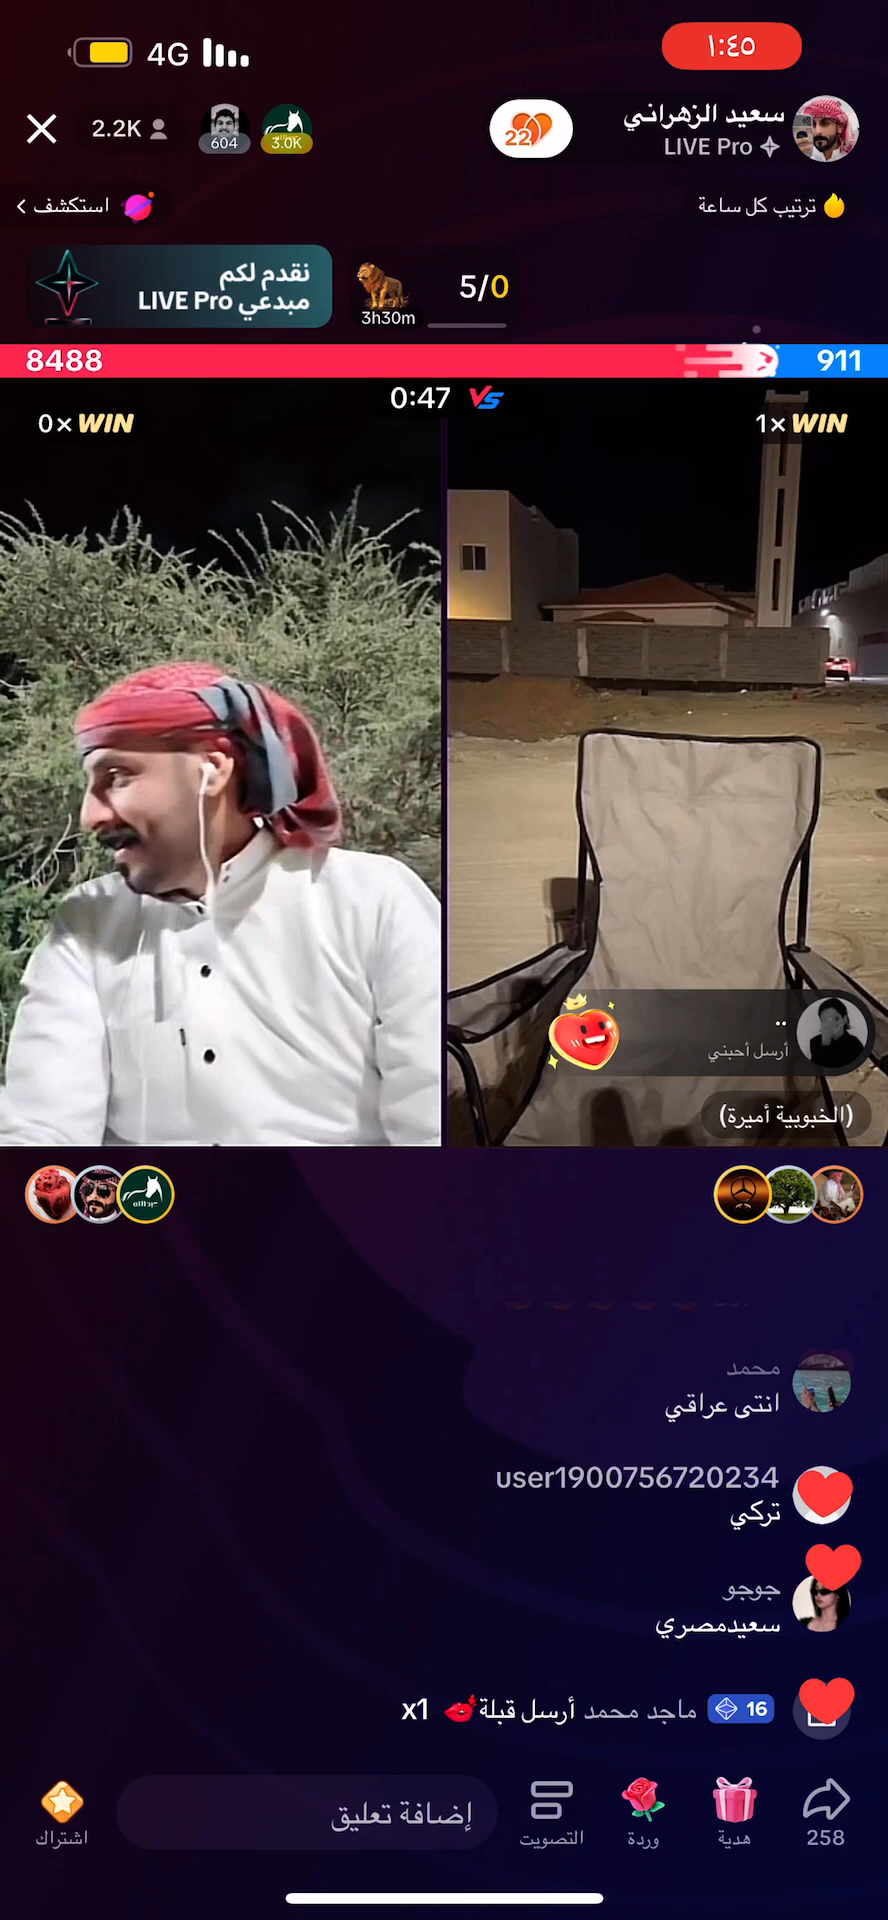 4G
١:٤٥
2.2K
604
3.0K
22
سعيد الزهراني
LIVE Pro
استكشف
ترتيب كل ساعة
نقدم لكم
مبدعي LIVE Pro
3h30m
5/0
8488
911
0:47 VS
0× WIN
1× WIN
..
أرسل أحبني
(الخبوبية أميرة)
محمد
انتى عراقي
user1900756720234
تركي
جوجو
سعيدمصري
16 ماجد محمد أرسل قبلة x1
اشتراك
إضافة تعليق
التصويت
وردة
هدية
258